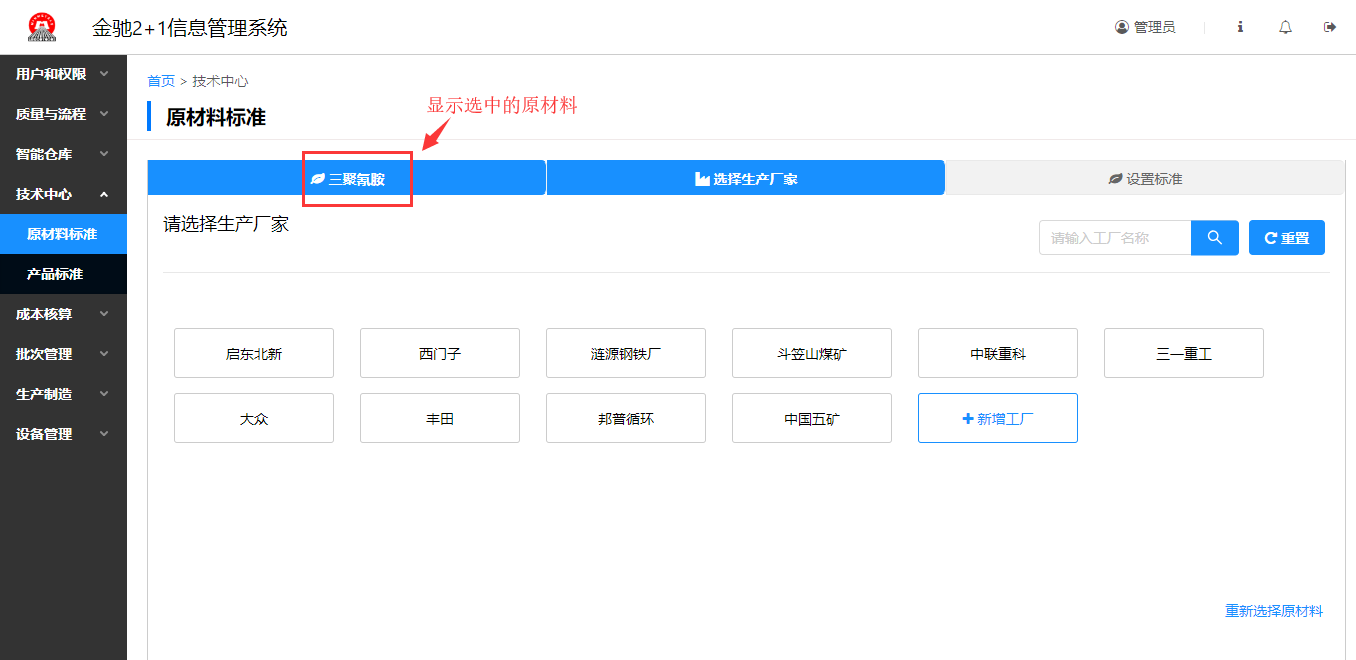 金驰2+1信息管理系统
管理员
用户和权限
质量与流程
智能仓库
技术中心
原材料标准
产品标准
成本核算
批次管理
生产制造
设备管理
首页 > 技术中心
原材料标准
显示选中的原材料
三聚氰胺
选择生产厂家
设置标准
请选择生产厂家
请输入工厂名称
重置
启东北新
西门子
涟源钢铁厂
斗笠山煤矿
中联重科
三一重工
大众
丰田
邦普循环
中国五矿
新增工厂
重新选择原材料